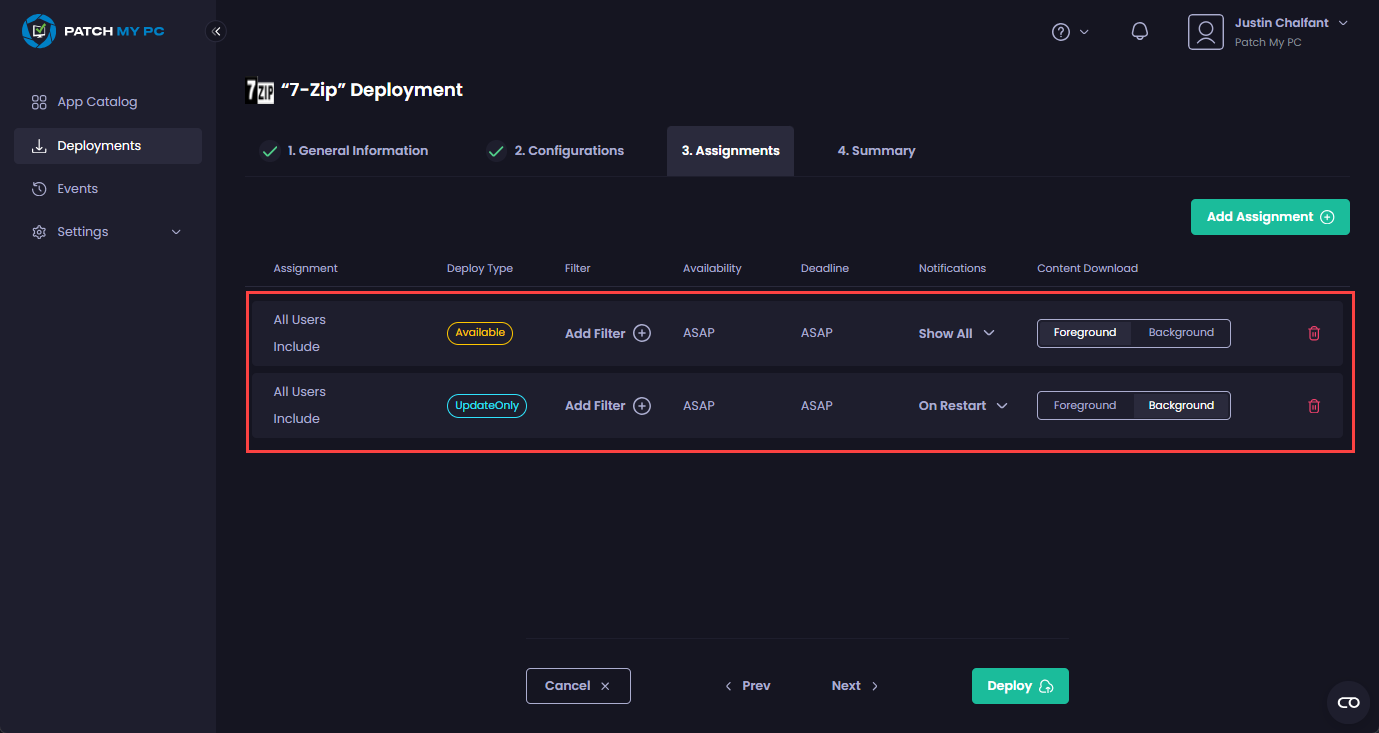 PATCH MY PC
Justin Chalfant
Patch My PC
App Catalog
Deployments
Events
Settings
7ZIP “7-Zip” Deployment
1. General Information 2. Configurations 3. Assignments 4. Summary
Add Assignment
Assignment Deploy Type Filter Availability Deadline Notifications Content Download
All Users
Include
Available Add Filter ASAP ASAP Show All Foreground Background
All Users
Include
UpdateOnly Add Filter ASAP ASAP On Restart Foreground Background
Cancel Prev Next Deploy